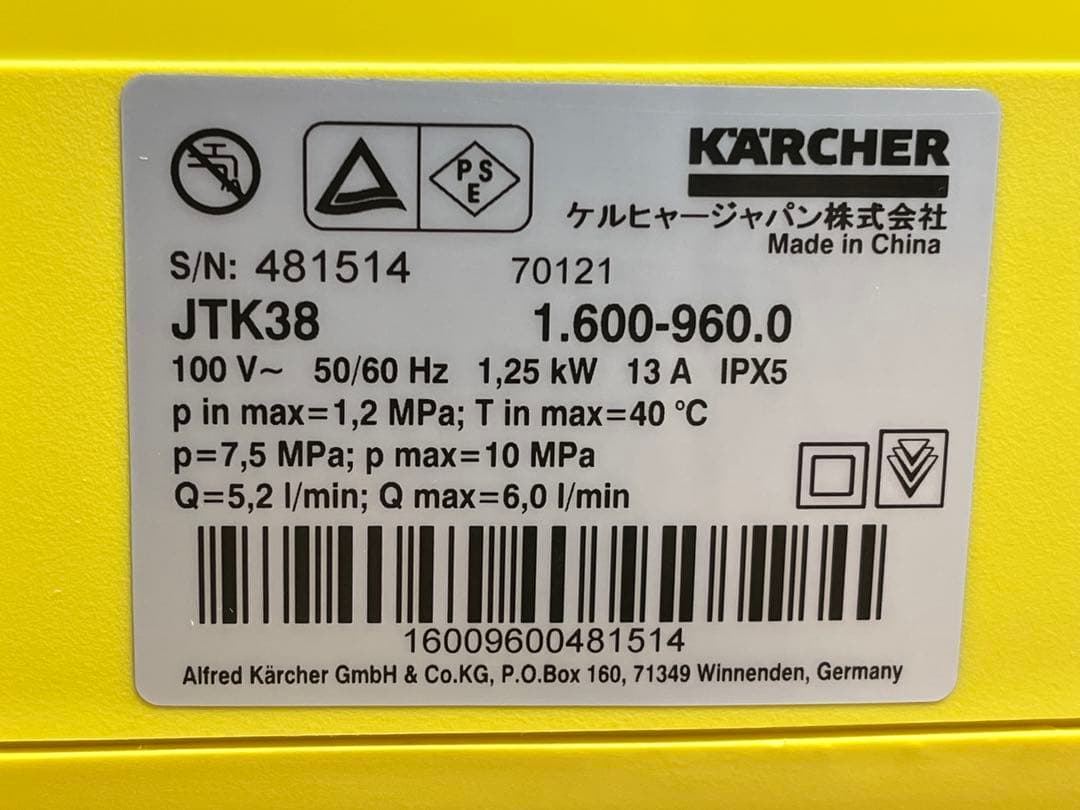 PSE
KÄRCHER
ケルヒャージャパン株式会社
Made in China
S/N: 481514 70121
JTK38 1.600-960.0
100 V~ 50/60 Hz 1,25 kW 13 A IPX5
p in max=1,2 MPa; T in max=40 °C
p=7,5 MPa; p max=10 MPa
Q=5,2 l/min; Q max=6,0 l/min
16009600481514
Alfred Kärcher GmbH & Co.KG, P.O.Box 160, 71349 Winnenden, Germany